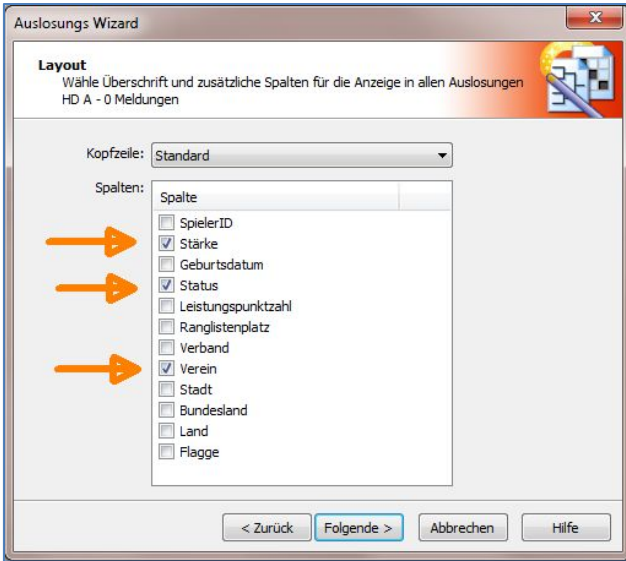 Auslosungs Wizard
Layout
Wähle Überschrift und zusätzliche Spalten für die Anzeige in allen Auslosungen
HD A - 0 Meldungen
Kopfzeile: Standard
Spalten: Spalte
SpielerID
Stärke
Geburtsdatum
Status
Leistungspunktzahl
Ranglistenplatz
Verband
Verein
Stadt
Bundesland
Land
Flagge
< Zurück Folgende > Abbrechen Hilfe